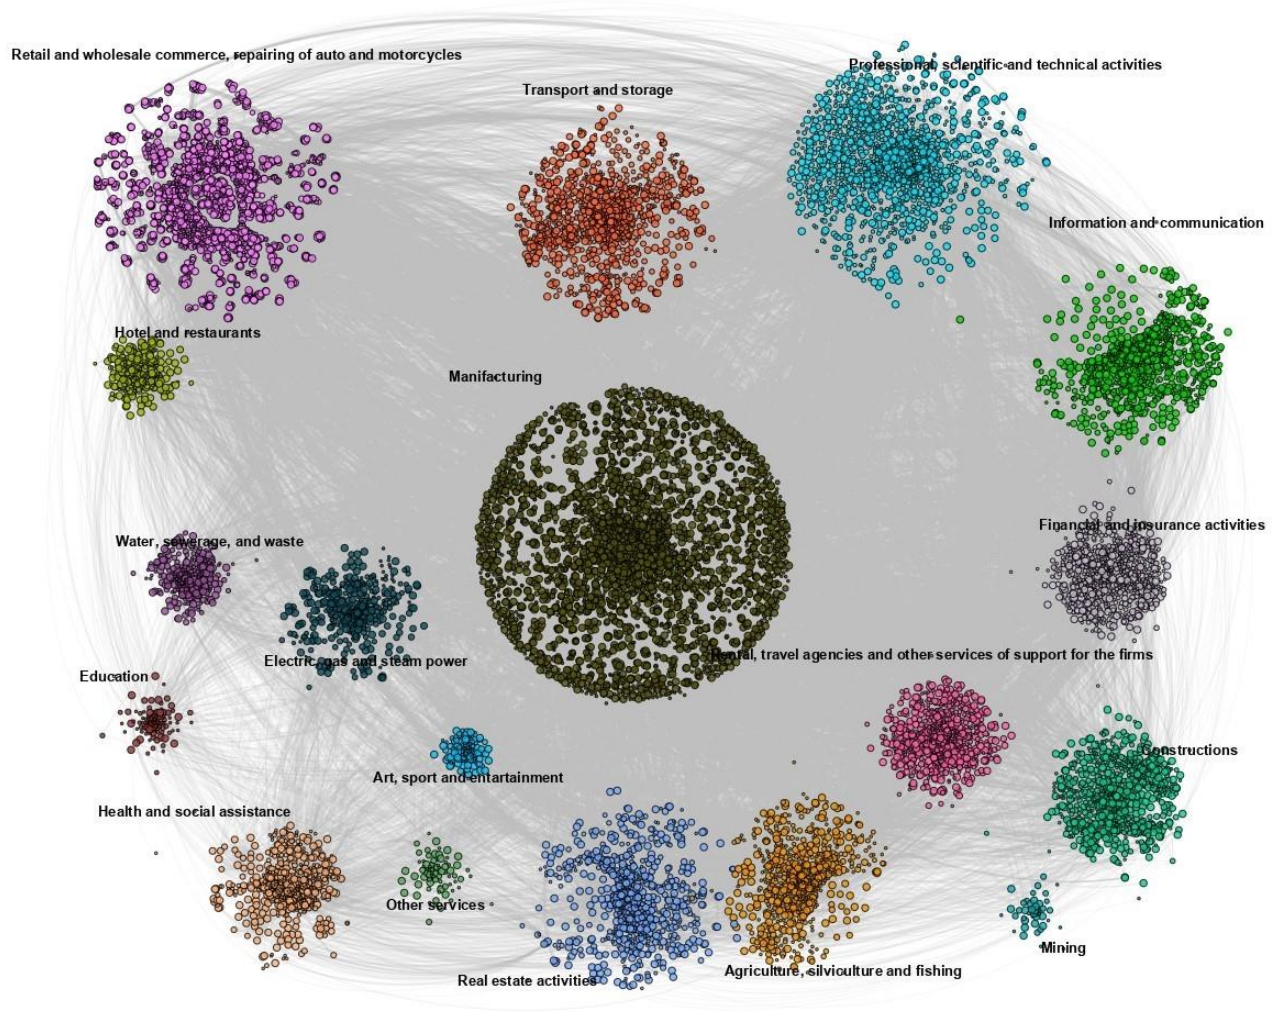 Retail and wholesale commerce, repairing of auto and motorcycles
Professional, scientific and technical activities
Transport and storage
Information and communication
Hotel and restaurants
Manifacturing
Financial and insurance activities
Water, sewerage, and waste
Rental, travel agencies and other services of support for the firms
Electric, gas and steam power
Education
Constructions
Art, sport and entartainment
Health and social assistance
Other services
Mining
Agriculture, silviculture and fishing
Real estate activities